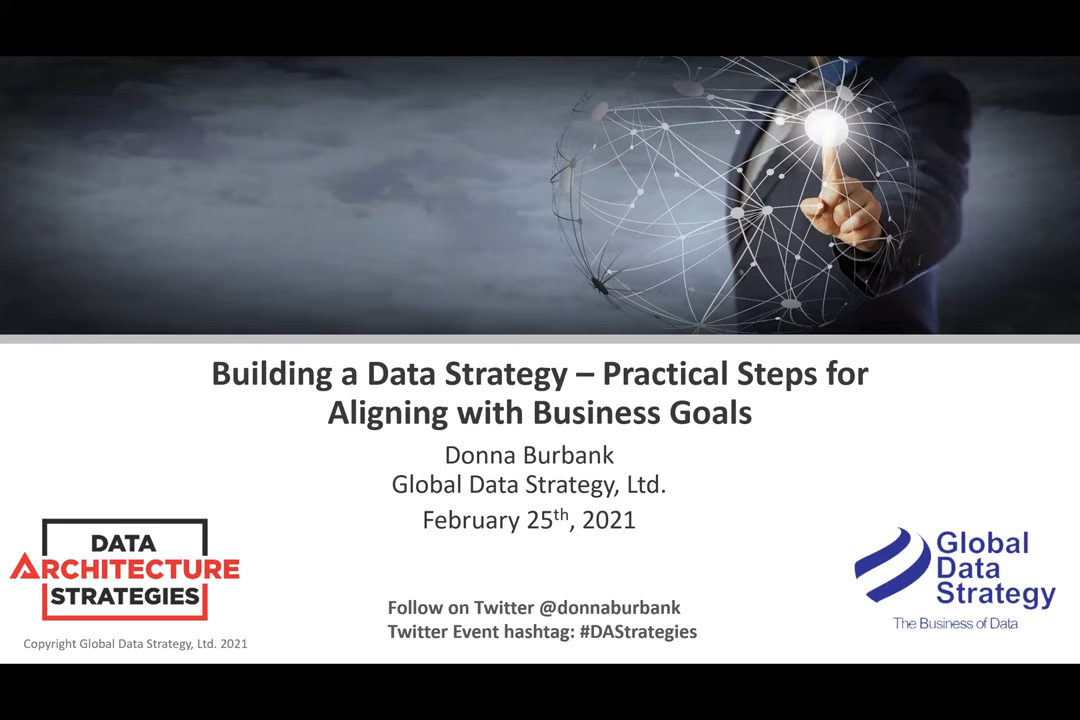 Building a Data Strategy – Practical Steps for
Aligning with Business Goals
Donna Burbank
Global Data Strategy, Ltd.
February 25th, 2021
DATA
ARCHITECTURE
STRATEGIES
Global
Data
Strategy
The Business of Data
Follow on Twitter @donnaburbank
Twitter Event hashtag: #DAStrategies
Copyright Global Data Strategy, Ltd. 2021